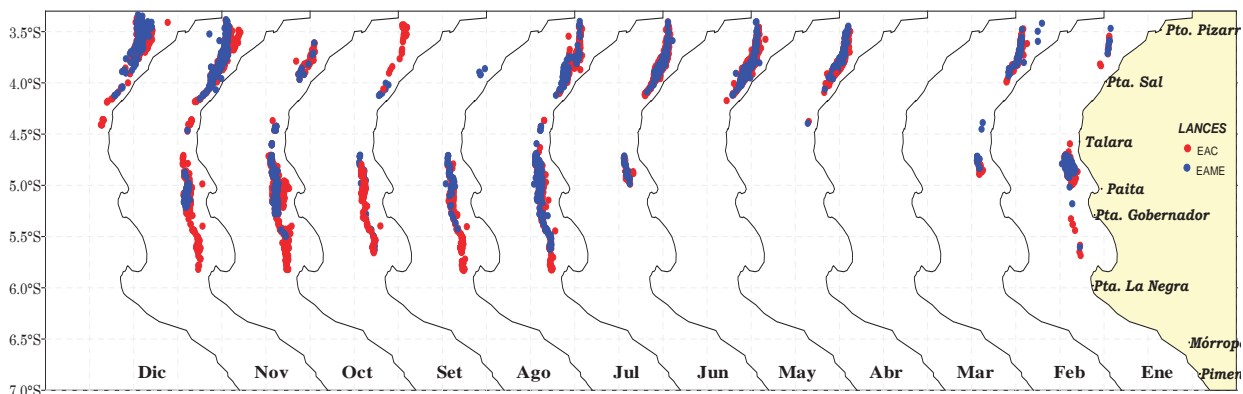 3.5°S
4.0°S
4.5°S
5.0°S
5.5°S
6.0°S
6.5°S
7.0°S
Pto. Pizarr
Pta. Sal
Talara
LANCES
EAC
EAME
Paita
Pta. Gobernador
Pta. La Negra
Mórrope
Pimen
Dic Nov Oct Set Ago Jul Jun May Abr Mar Feb Ene